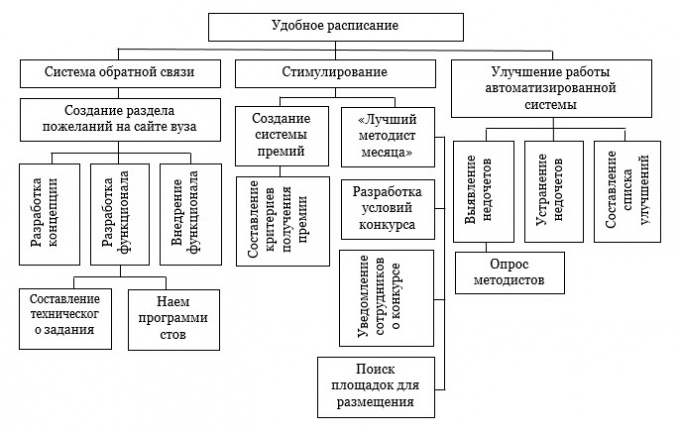 Удобное расписание
Система обратной связи
Стимулирование
Улучшение работы
автоматизированной
системы
Создание раздела
пожеланий на сайте вуза
Создание
системы
премий
«Лучший
методист
месяца»
Разработка
концепции
Разработка
функционала
Внедрение
функционала
Составление
критериев
получения
премии
Разработка
условий
конкурса
Выявление
недочетов
Устранение
недочетов
Составление
списка
улучшений
Опрос
методистов
Составление
техническог
о задания
Наем
программи
стов
Уведомление
сотрудников
о конкурсе
Поиск
площадок для
размещения